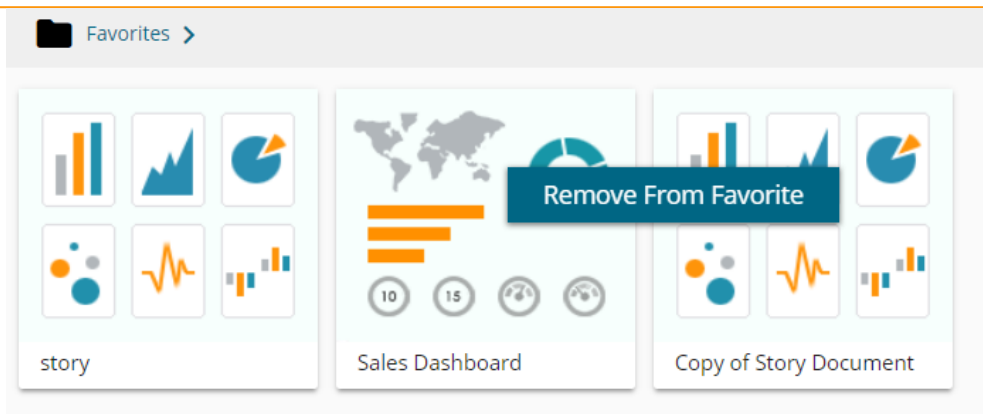 Favorites >
Remove From Favorite
10 15
story
Sales Dashboard
Copy of Story Document